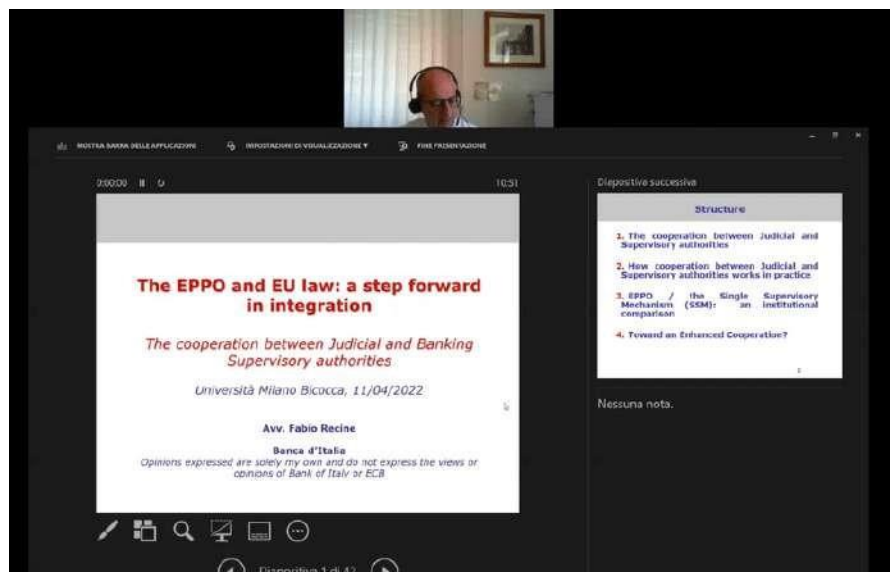 MOSTRA BARRA DELLE APPLICAZIONI
IMPOSTAZIONI DI VISUALIZZAZIONE ▼
FINE PRESENTAZIONE
0:00:00
10:51
The EPPO and EU law: a step forward
in integration
The cooperation between Judicial and Banking
Supervisory authorities
Università Milano Bicocca, 11/04/2022
Avv. Fabio Recine
Banca d'Italia
Opinions expressed are solely my own and do not express the views or
opinions of Bank of Italy or ECB
Diapositiva 1 di 42
Diapositiva successiva
Structure
1. The cooperation between Judicial and
Supervisory authorities
2. How cooperation between Judicial and
Supervisory authorities works in practice
3. EPPO / the Single Supervisory
Mechanism (SSM): an institutional
comparison
4. Toward an Enhanced Cooperation?
Nessuna nota.